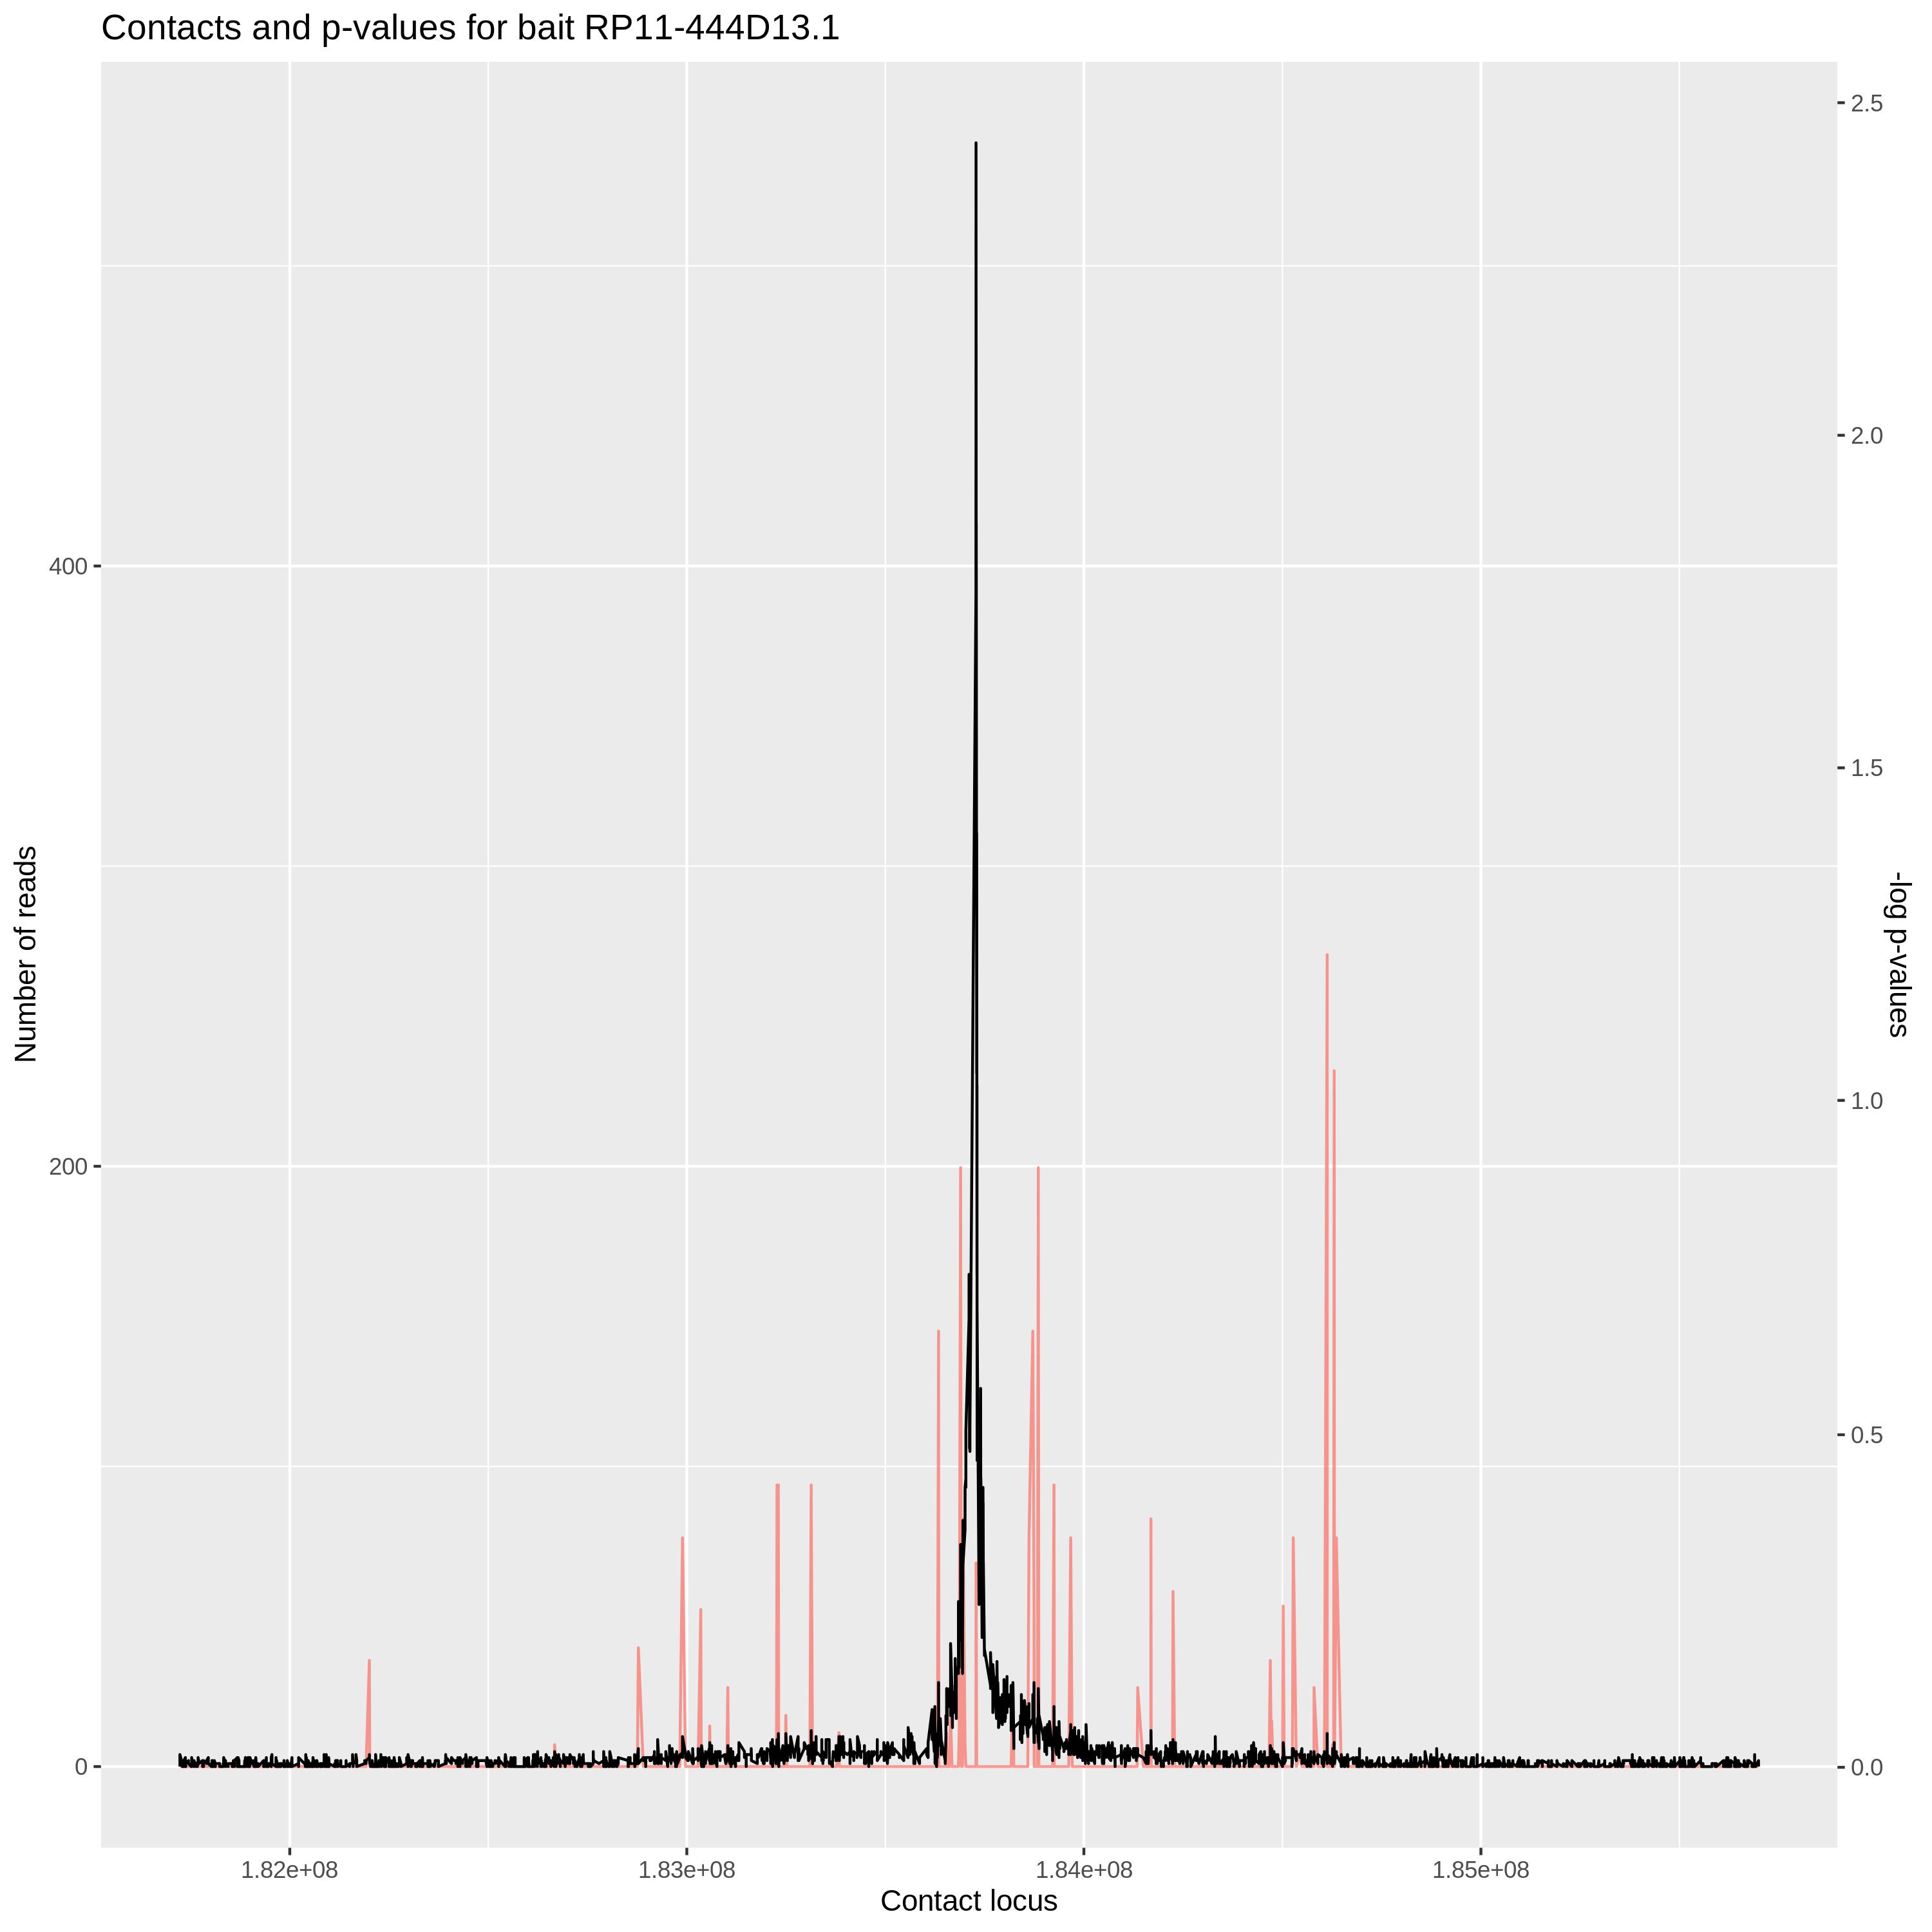 Contacts and p-values for bait RP11-444D13.1
Number of reads
400
200
0
2.5
2.0
1.5
1.0
0.5
0.0
-log p-values
1.82e+08
1.83e+08
1.84e+08
1.85e+08
Contact locus